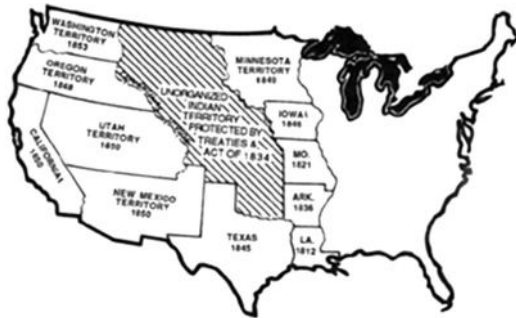 WASHINGTON
TERRITORY
1853
OREGON
TERRITORY
1848
MINNESOTA
TERRITORY
1849
UNORGANIZED
INDIAN
TERRITORY
PROTECTED BY
TREATIES &
ACT OF 1834
IOWA
1846
UTAH
TERRITORY
1850
CALIFORNIA
1850
MO.
1821
NEW MEXICO
TERRITORY
1850
ARK.
1836
TEXAS
1845
LA.
1812